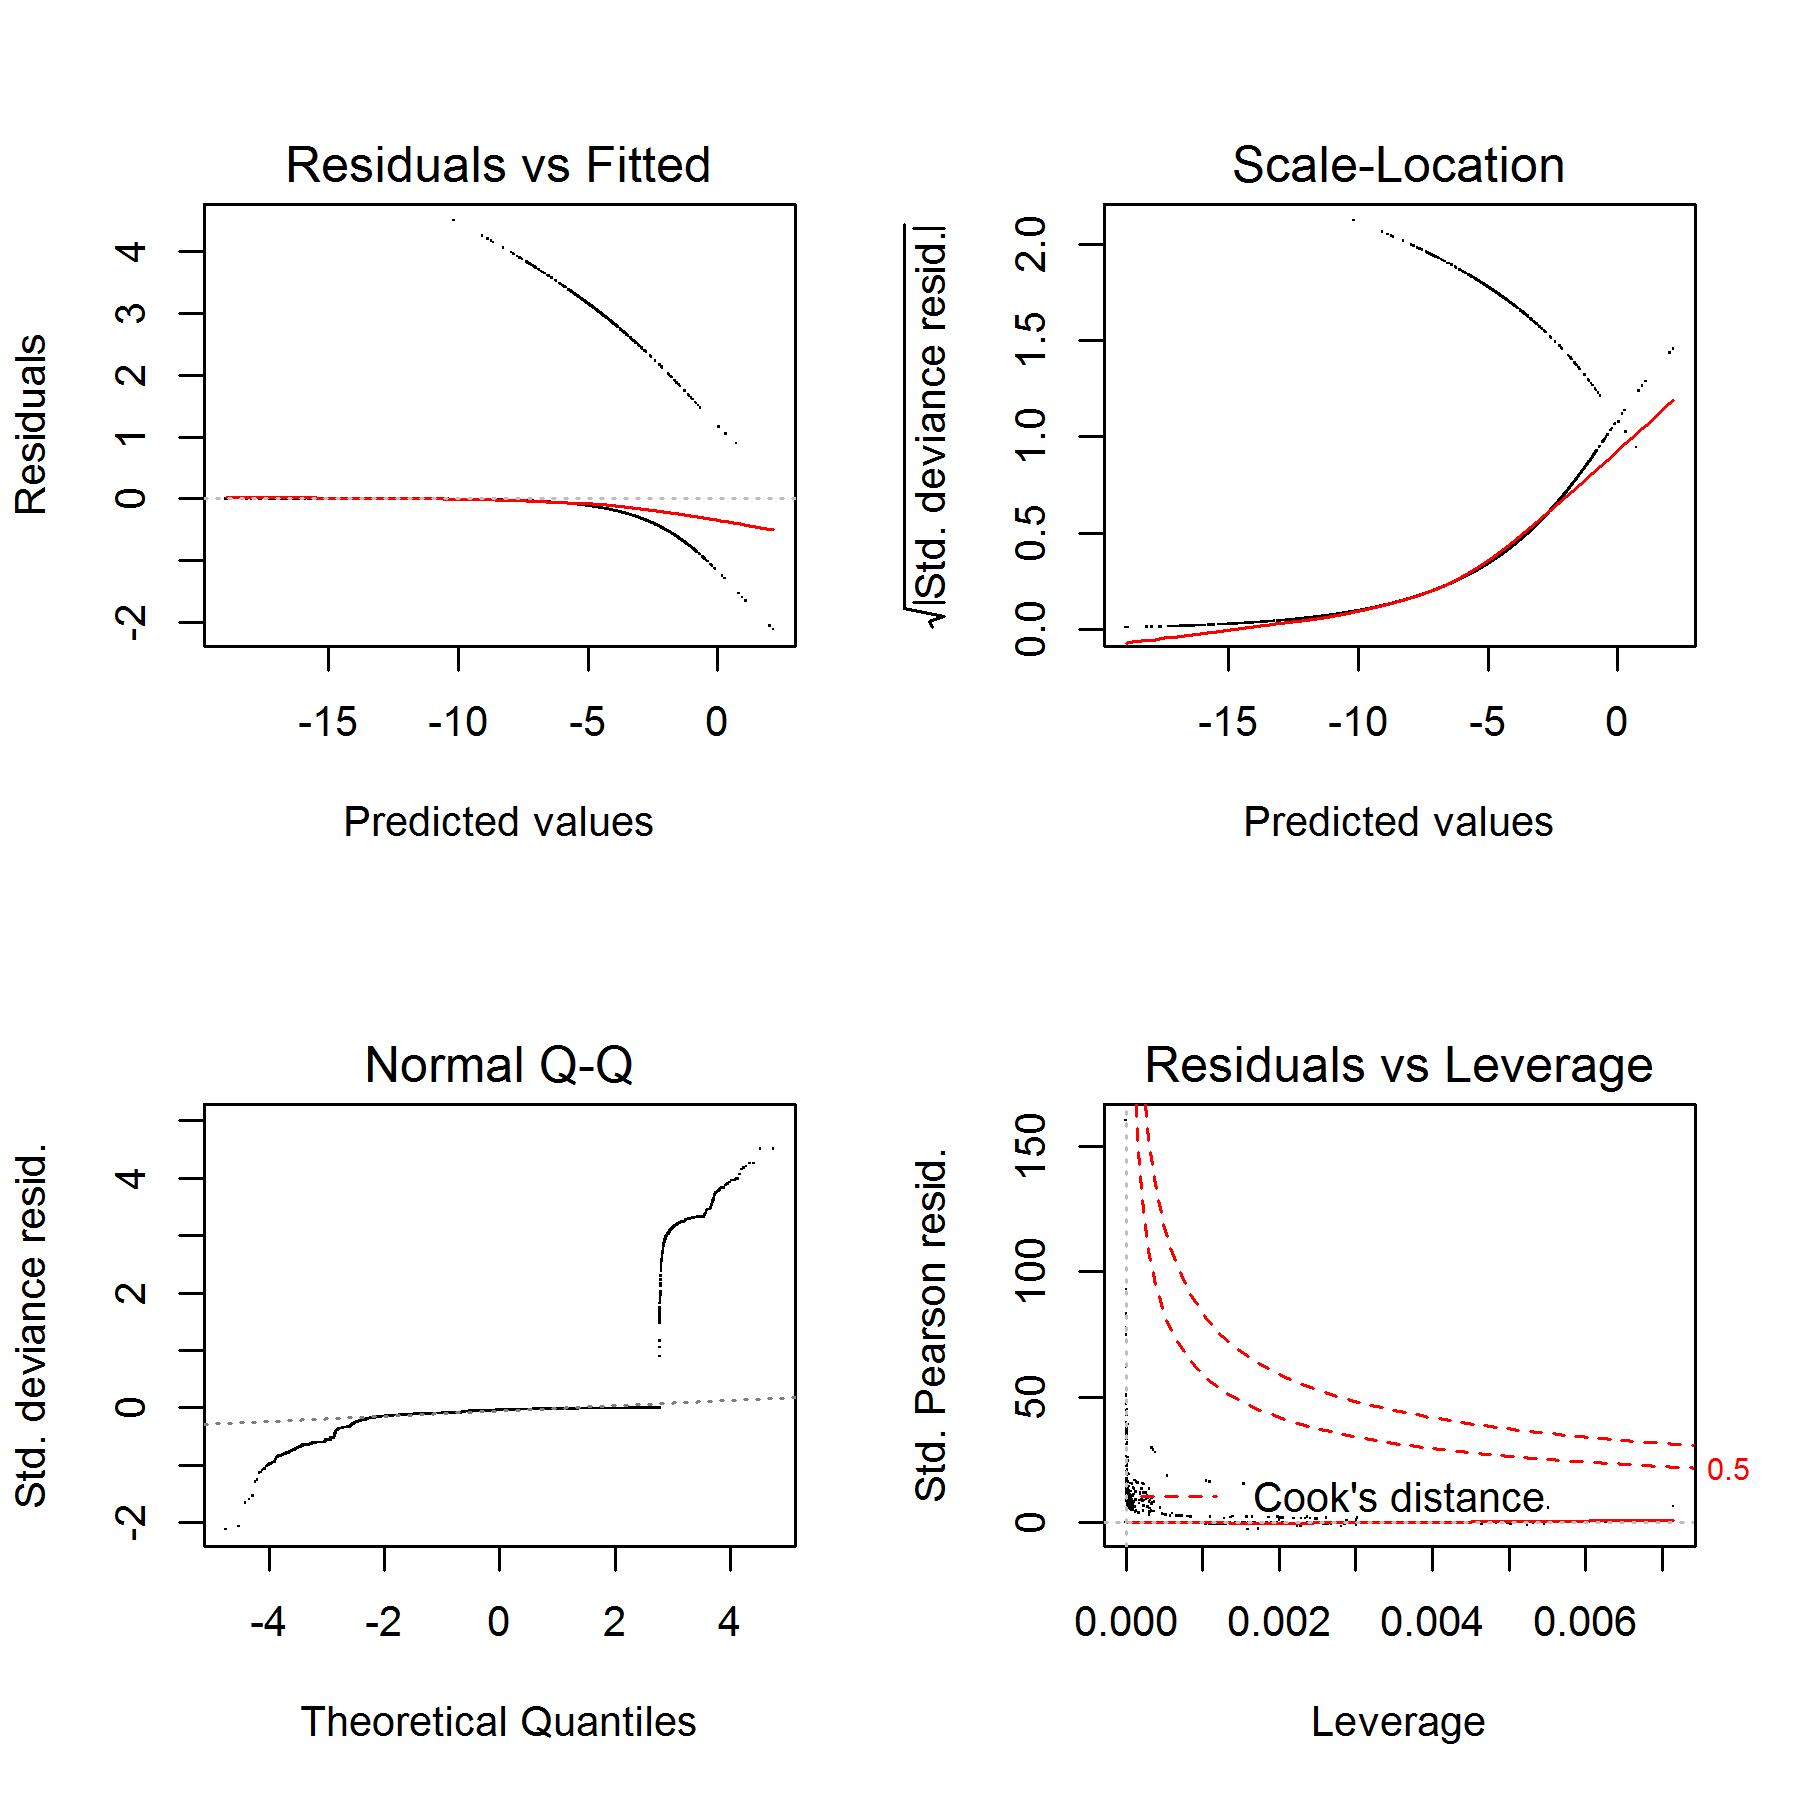 Residuals vs Fitted
Residuals
4
3
2
1
0
-2
-15 -10 -5 0
Predicted values
Scale-Location
|Std. deviance resid.|
2.0
1.5
1.0
0.5
0.0
-15 -10 -5 0
Predicted values
Normal Q-Q
Std. deviance resid.
4
2
0
-2
-4 -2 0 2 4
Theoretical Quantiles
Residuals vs Leverage
Std. Pearson resid.
150
100
50
0
0.5
Cook's distance
0.000 0.002 0.004 0.006
Leverage